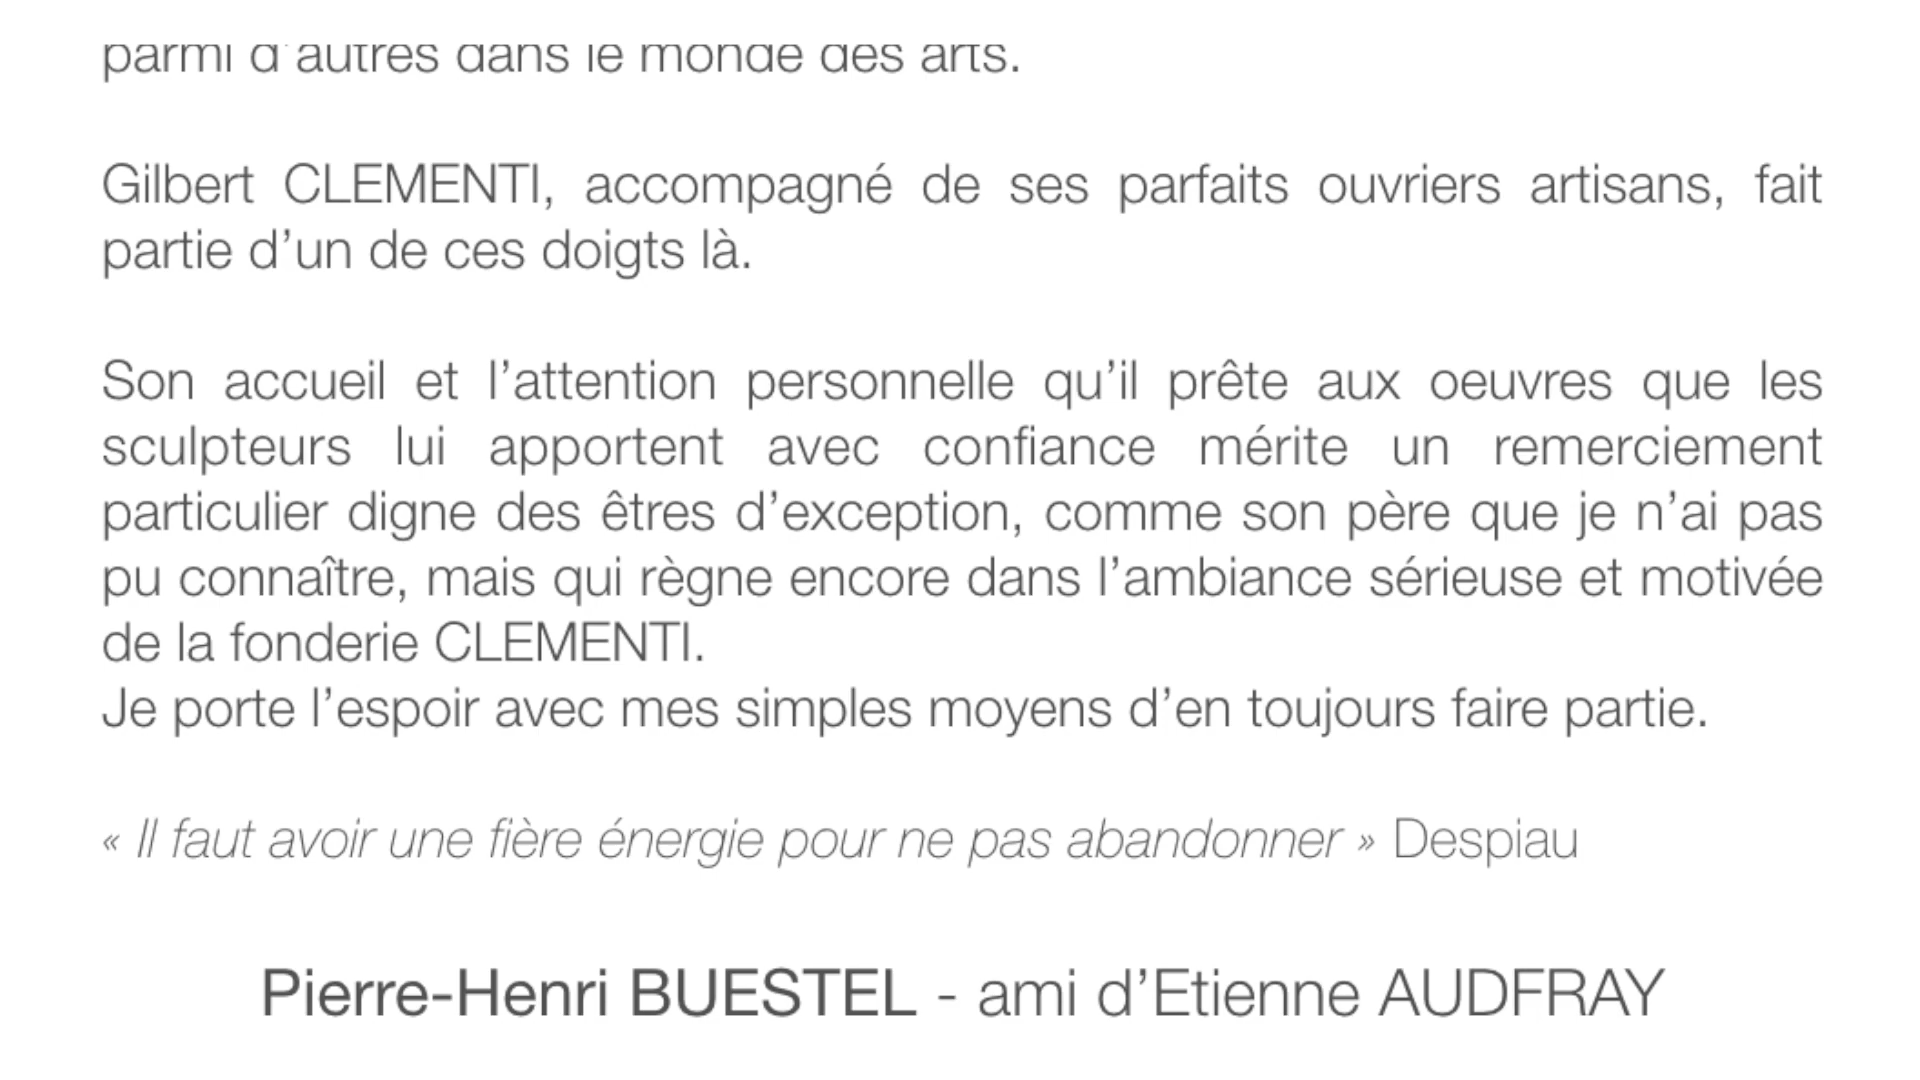 parmi d'autres dans le monde des arts.
Gilbert CLEMENTI, accompagné de ses parfaits ouvriers artisans, fait
partie d’un de ces doigts là.
Son accueil et l’attention personnelle qu’il prête aux oeuvres que les
sculpteurs lui apportent avec confiance mérite un remerciement
particulier digne des êtres d’exception, comme son père que je n’ai pas
pu connaître, mais qui règne encore dans l’ambiance sérieuse et motivée
de la fonderie CLEMENTI.
Je porte l’espoir avec mes simples moyens d’en toujours faire partie.
« Il faut avoir une fière énergie pour ne pas abandonner » Despiau
Pierre-Henri BUESTEL - ami d’Etienne AUDFRAY